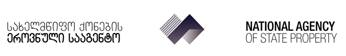 სახელმწიფო ქონების
ეროვნული სააგენტო
NATIONAL AGENCY
OF STATE PROPERTY